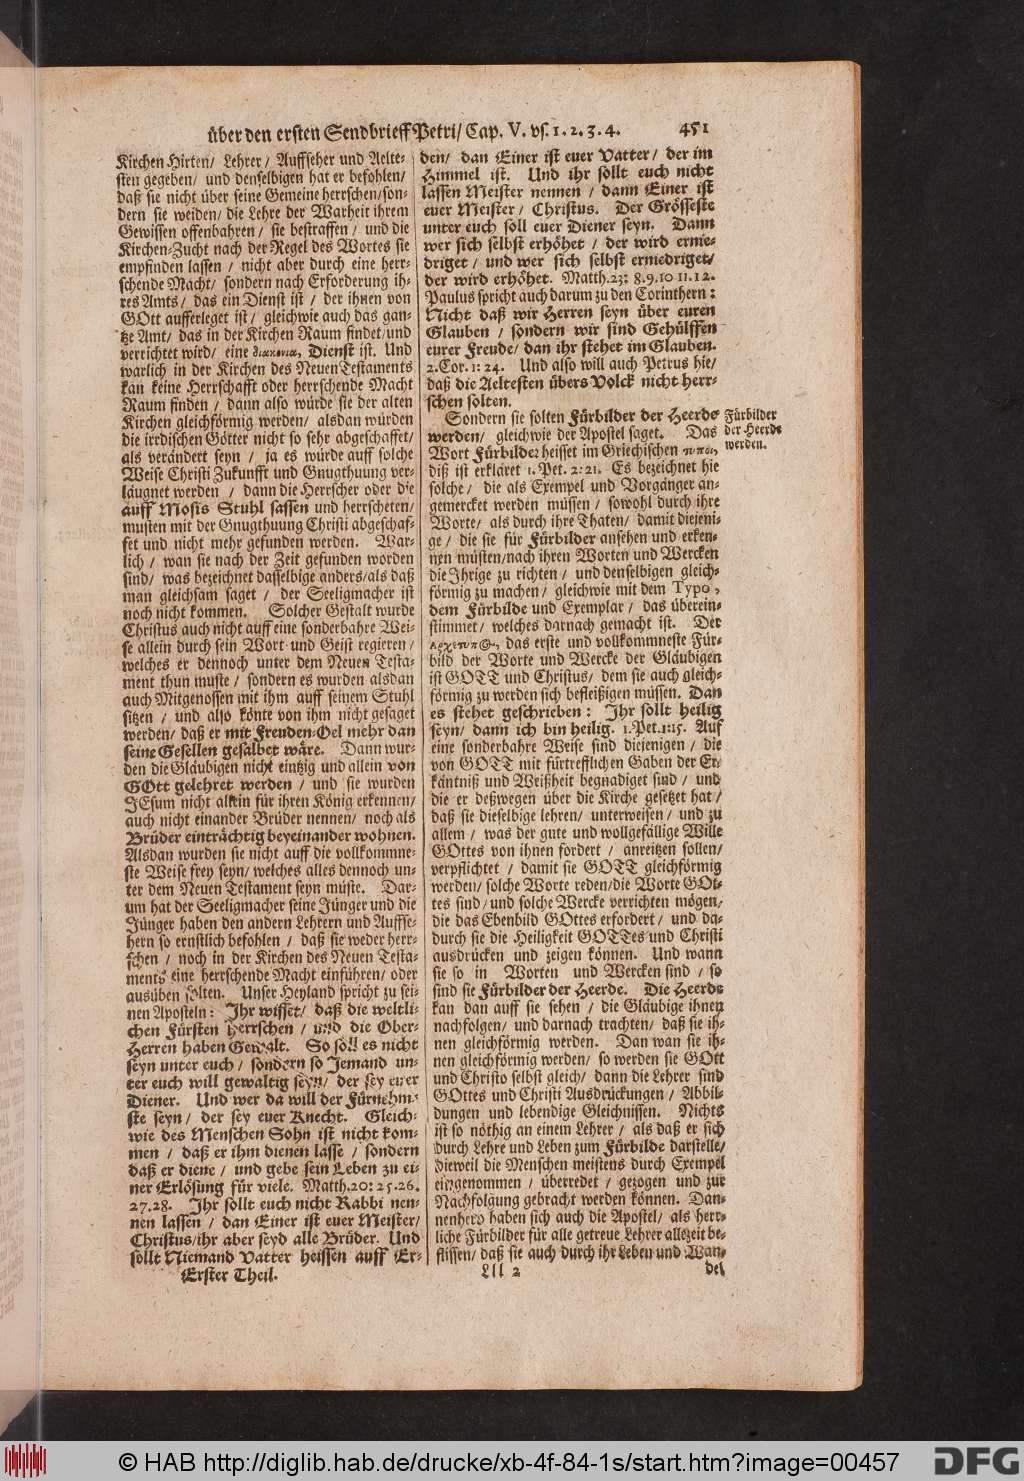 über den ersten Sendbrieff Petri/ Cap. V. vs. 1. 2. 3. 4. 451
Kirchen Hirten/ Lehrer/ Auffseher und Aelte-
sten gegeben/ und denselbigen hat er befohlen/
daß sie nicht über seine Gemeine herrschen/son-
dern sie weiden/ die Lehre der Warheit ihrem
Gewissen offenbahren/ sie bestraffen/ und die
Kirchen-Zucht nach der Regel des Wortes sie
empfinden lassen/ nicht aber durch eine herr-
schende Macht/ sondern nach Erforderung ih-
res Amts/ das ein Dienst ist/ der ihnen von
GOtt aufferleget ist/ gleichwie auch das gan-
tze Amt/ das in der Kirchen Raum findet/und
verrichtet wird/ eine διακονια, Dienst ist. Und
warlich in der Kirchen des Neuen Testaments
kan keine Herrschafft oder herrschende Macht
Raum finden/ dann also würde sie der alten
Kirchen gleichförmig werden/ alsdan würden
die irrdischen Götter nicht so sehr abgeschaffet/
als verändert seyn/ ja es würde auff solche
Weise Christi Zukunfft und Gnugthuung ver-
läugnet werden/ dann die Herrscher oder die
auff Mosis Stuhl sassen und herrscheten/
musten mit der Gnugthuung Christi abgeschaf-
fet und nicht mehr gefunden werden. War-
lich/ wan sie nach der Zeit gefunden worden
sind/ was bezeichnet dasselbige anders/als daß
man gleichsam saget/ der Seeligmacher ist
noch nicht kommen. Solcher Gestalt wurde
Christus auch nicht auff eine sonderbahre Wei-
se allein durch sein Wort und Geist regieren/
welches er dennoch unter dem Neuen Testa-
ment thun muste/ sondern es wurden alsdan
auch Mitgenossen mit ihm auff seinem Stuhl
sitzen/ und also könte von ihm nicht gesaget
werden/ daß er mit Freuden-Oel mehr dan
seine Gesellen gesalbet wäre. Dann wur-
den die Gläubigen nicht eintzig und allein von
GOtt gelehret werden/ und sie wurden
JEsum nicht allein für ihren König erkennen/
auch nicht einander Brüder nennen/ noch als
Brüder einträchtig beyeinander wohnen.
Alsdan wurden sie nicht auff die vollkommne-
ste Weise frey seyn/ welches alles dennoch un-
ter dem Neuen Testament seyn müste. Dar-
um hat der Seeligmacher seine Jünger und die
Jünger haben den andern Lehrern und Auffse-
hern so ernstlich befohlen/ daß sie weder herr-
schen/ noch in der Kirchen des Neuen Testa-
ments eine herrschende Macht einführen/ oder
ausüben solten. Unser Heyland spricht zu sei-
nen Aposteln: Ihr wisset/ daß die weltli-
chen Fürsten herrschen/ und die Ober-
Herren haben Gewalt. So soll es nicht
seyn unter euch/ sondern so Jemand un-
ter euch will gewaltig seyn/ der sey euer
Diener. Und wer da will der Fürnehm-
ste seyn/ der sey euer Knecht. Gleich-
wie des Menschen Sohn ist nicht kom-
men/ daß er ihm dienen lasse/ sondern
daß er diene/ und gebe sein Leben zu ei-
ner Erlösung für viele. Matth. 20: 25. 26.
27. 28. Ihr sollt euch nicht Rabbi nen-
nen lassen/ dan Einer ist euer Meister/
Christus/ihr aber seyd alle Brüder. Und
sollt Niemand Vatter heissen auff Er-
Erster Theil.
den/ dan Einer ist euer Vatter/ der im
Himmel ist. Und ihr sollt euch nicht
lassen Meister nennen/ dann Einer ist
euer Meister/ Christus. Der Grösseste
unter euch soll euer Diener seyn. Dann
wer sich selbst erhöhet/ der wird ernie-
driget/ und wer sich selbst erniedriget/
der wird erhöhet. Matth. 23: 8. 9. 10 11. 12.
Paulus spricht auch darum zu den Corinthern:
Nicht daß wir Herren seyn über euren
Glauben/ sondern wir sind Gehülffen
eurer Freude/ dan ihr stehet im Glauben.
2. Cor. 1: 24. Und also will auch Petrus hie/
daß die Aeltesten übers Volck nicht herr-
schen solten.
Sondern sie solten Fürbilder der Heerde
werden/ gleichwie der Apostel saget. Das
Wort Fürbilde: heisset im Griechischen τυποι,
diß ist erkläret 1. Pet. 2: 21. Es bezeichnet hie
solche/ die als Exempel und Vorgänger an-
gemercket werden müssen/ sowohl durch ihre
Worte/ als durch ihre Thaten/ damit diejeni-
ge/ die sie für Fürbilder ansehen und erken-
nen müsten/nach ihren Worten und Wercken
die Ihrige zu richten/ und denselbigen gleich-
förmig zu machen/ gleichwie mit dem Typo,
dem Fürbilde und Exemplar/ das überein-
stimmet/ welches darnach gemacht ist. Der
Αρχετυπος, das erste und vollkommneste Für-
bild der Worte und Wercke der Gläubigen
ist GOTT und Christus/ dem sie auch gleich-
förmig zu werden sich befleißigen müssen. Dan
es stehet geschrieben: Ihr sollt heilig
seyn/ dann ich bin heilig. 1. Pet. 1:15. Auf
eine sonderbahre Weise sind diejenigen/ die
von GOTT mit fürtrefflichen Gaben der Er-
käntniß und Weißheit begnadiget sind/ und
die er deßwegen über die Kirche gesetzet hat/
daß sie dieselbige lehren/ unterweisen/ und zu
allem/ was der gute und wollgefällige Wille
GOttes von ihnen fordert/ anreitzen sollen/
verpflichtet/ damit sie GOTT gleichförmig
werden/ solche Worte reden/die Worte GOt-
tes sind/ und solche Wercke verrichten mögen/
die das Ebenbild GOttes erfordert/ und da-
durch sie die Heiligkeit GOTTes und Christi
ausdrücken und zeigen können. Und wann
sie so in Worten und Wercken sind/ so
sind sie Fürbilder der Heerde. Die Heerde
kan dan auff sie sehen/ die Gläubige ihnen
nachfolgen/ und darnach trachten/ daß sie ih-
nen gleichförmig werden. Dan wan sie ih-
nen gleichförmig werden/ so werden sie GOtt
und Christo selbst gleich/ dann die Lehrer sind
GOttes und Christi Ausdrückungen/ Abbil-
dungen und lebendige Gleichnissen. Nichts
ist so nöthig an einem Lehrer/ als daß er sich
durch Lehre und Leben zum Fürbilde darstelle/
dieweil die Menschen meistens durch Exempel
eingenommen/ überredet/ gezogen und zur
Nachfolgung gebracht werden können. Dan-
nenhero haben sich auch die Apostel/ als herr-
liche Fürbilder für alle getreue Lehrer allezeit be-
flissen/ daß sie auch durch ihr Leben und Wan-
Lll 2 del
Fürbilder
der Heerde
werden.
© HAB http://diglib.hab.de/drucke/xb-4f-84-1s/start.htm?image=00457
DFG